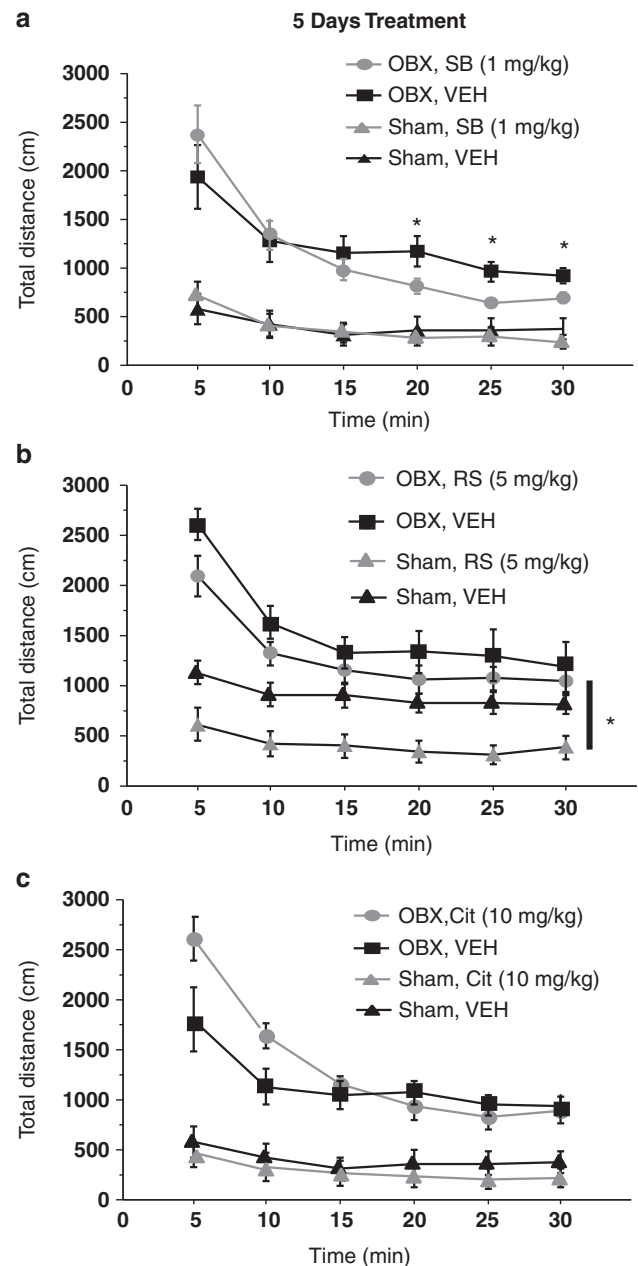 a
5 Days Treatment
OBX, SB (1 mg/kg)
OBX, VEH
Sham, SB (1 mg/kg)
Sham, VEH
Total distance (cm)
3000
2500
2000
1500
1000
500
0
* * *
0 5 10 15 20 25 30
Time (min)
b
OBX, RS (5 mg/kg)
OBX, VEH
Sham, RS (5 mg/kg)
Sham, VEH
Total distance (cm)
3000
2500
2000
1500
1000
500
0
*
0 5 10 15 20 25 30
Time (min)
c
OBX,Cit (10 mg/kg)
OBX, VEH
Sham, Cit (10 mg/kg)
Sham, VEH
Total distance (cm)
3000
2500
2000
1500
1000
500
0
0 5 10 15 20 25 30
Time (min)